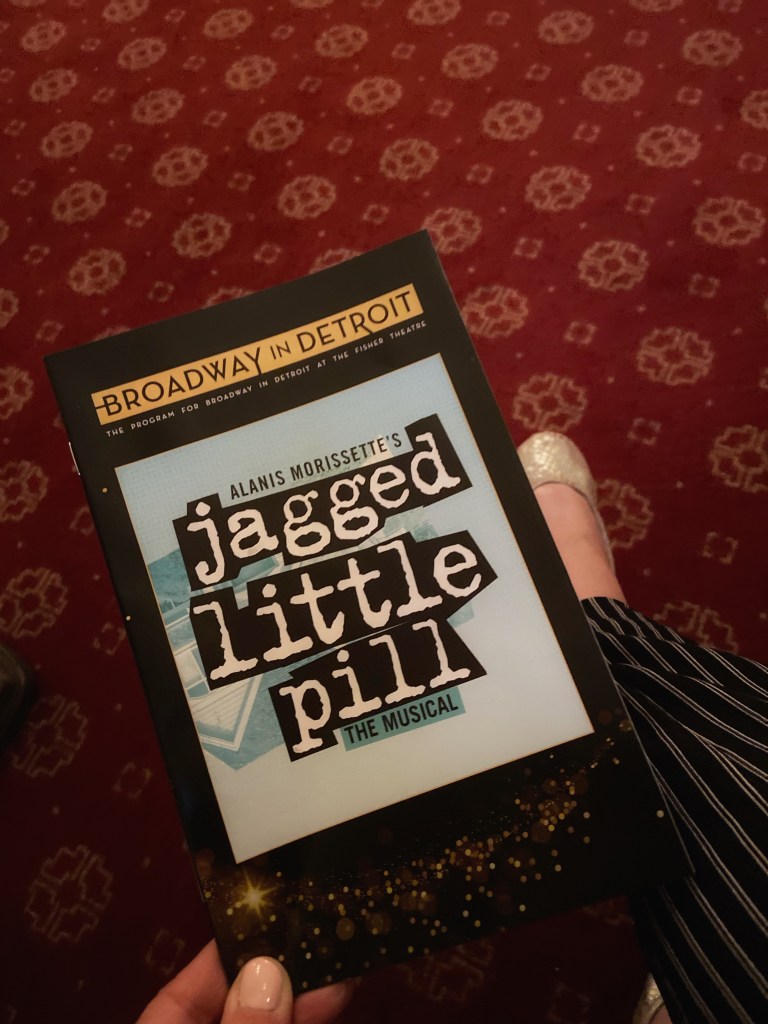 BROADWAY IN DETROIT
THE PROGRAM FOR BROADWAY IN DETROIT AT THE FISHER THEATRE
ALANIS MORISSETTE'S
jagged
little
pill
THE MUSICAL